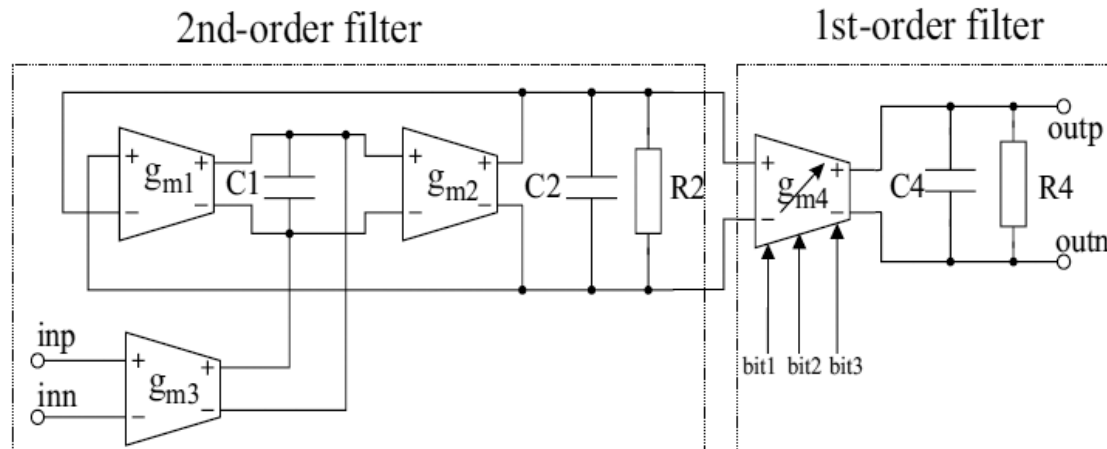 2nd-order filter
1st-order filter
+
-
gm1
+
-
C1
+
-
gm2
+
-
C2
R2
+
-
gm4
+
-
C4
R4
outp
outn
bit1
bit2
bit3
inp
inn
+
-
gm3
+
-